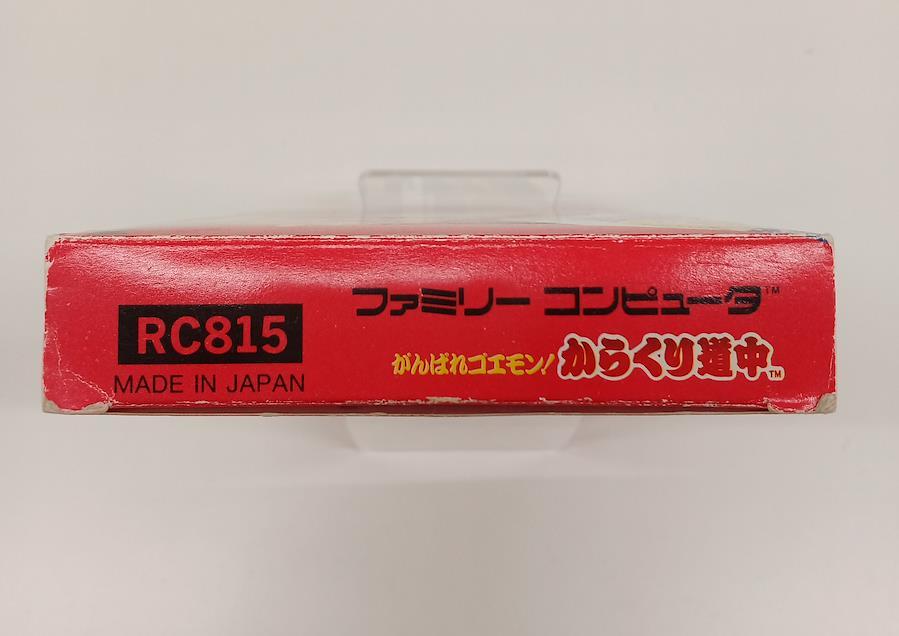 RC815
MADE IN JAPAN
ファミリー コンピュータ™
がんばれゴエモン! からくり道中™